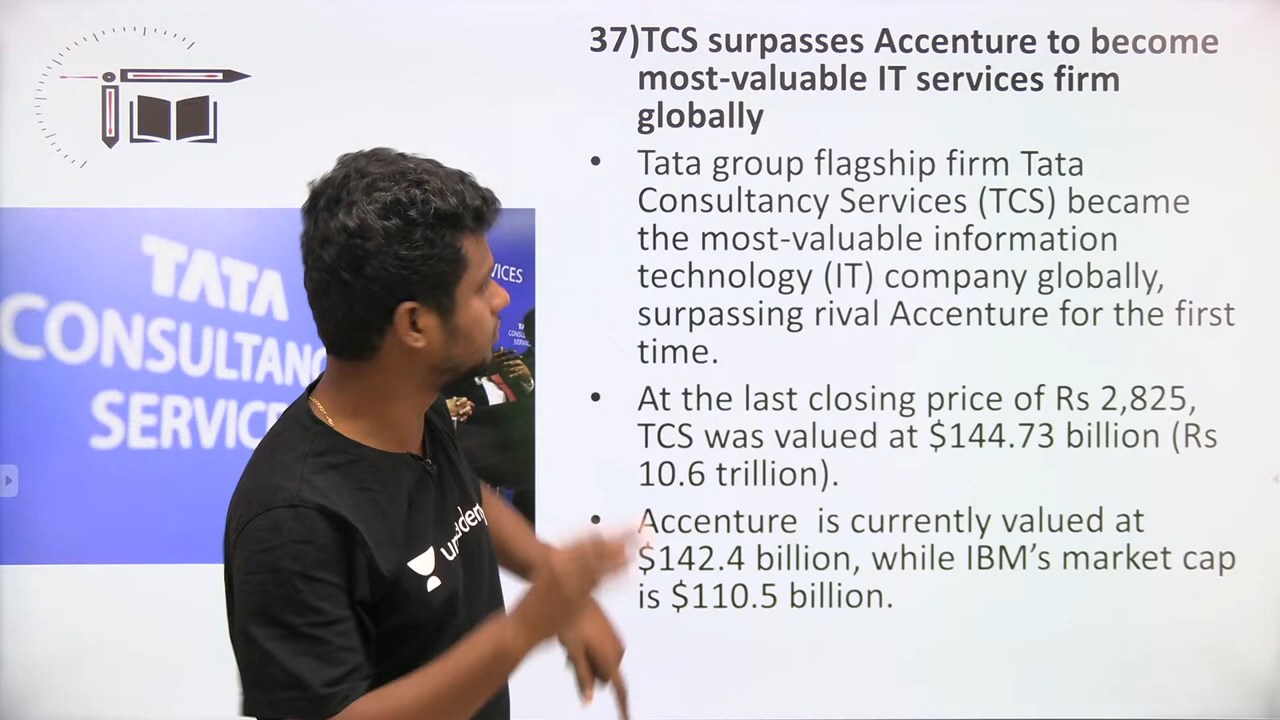 37)TCS surpasses Accenture to become
most-valuable IT services firm
globally
• Tata group flagship firm Tata
Consultancy Services (TCS) became
the most-valuable information
technology (IT) company globally,
surpassing rival Accenture for the first
time.
• At the last closing price of Rs 2,825,
TCS was valued at $144.73 billion (Rs
10.6 trillion).
• Accenture  is currently valued at
$142.4 billion, while IBM's market cap
is $110.5 billion.
TATA